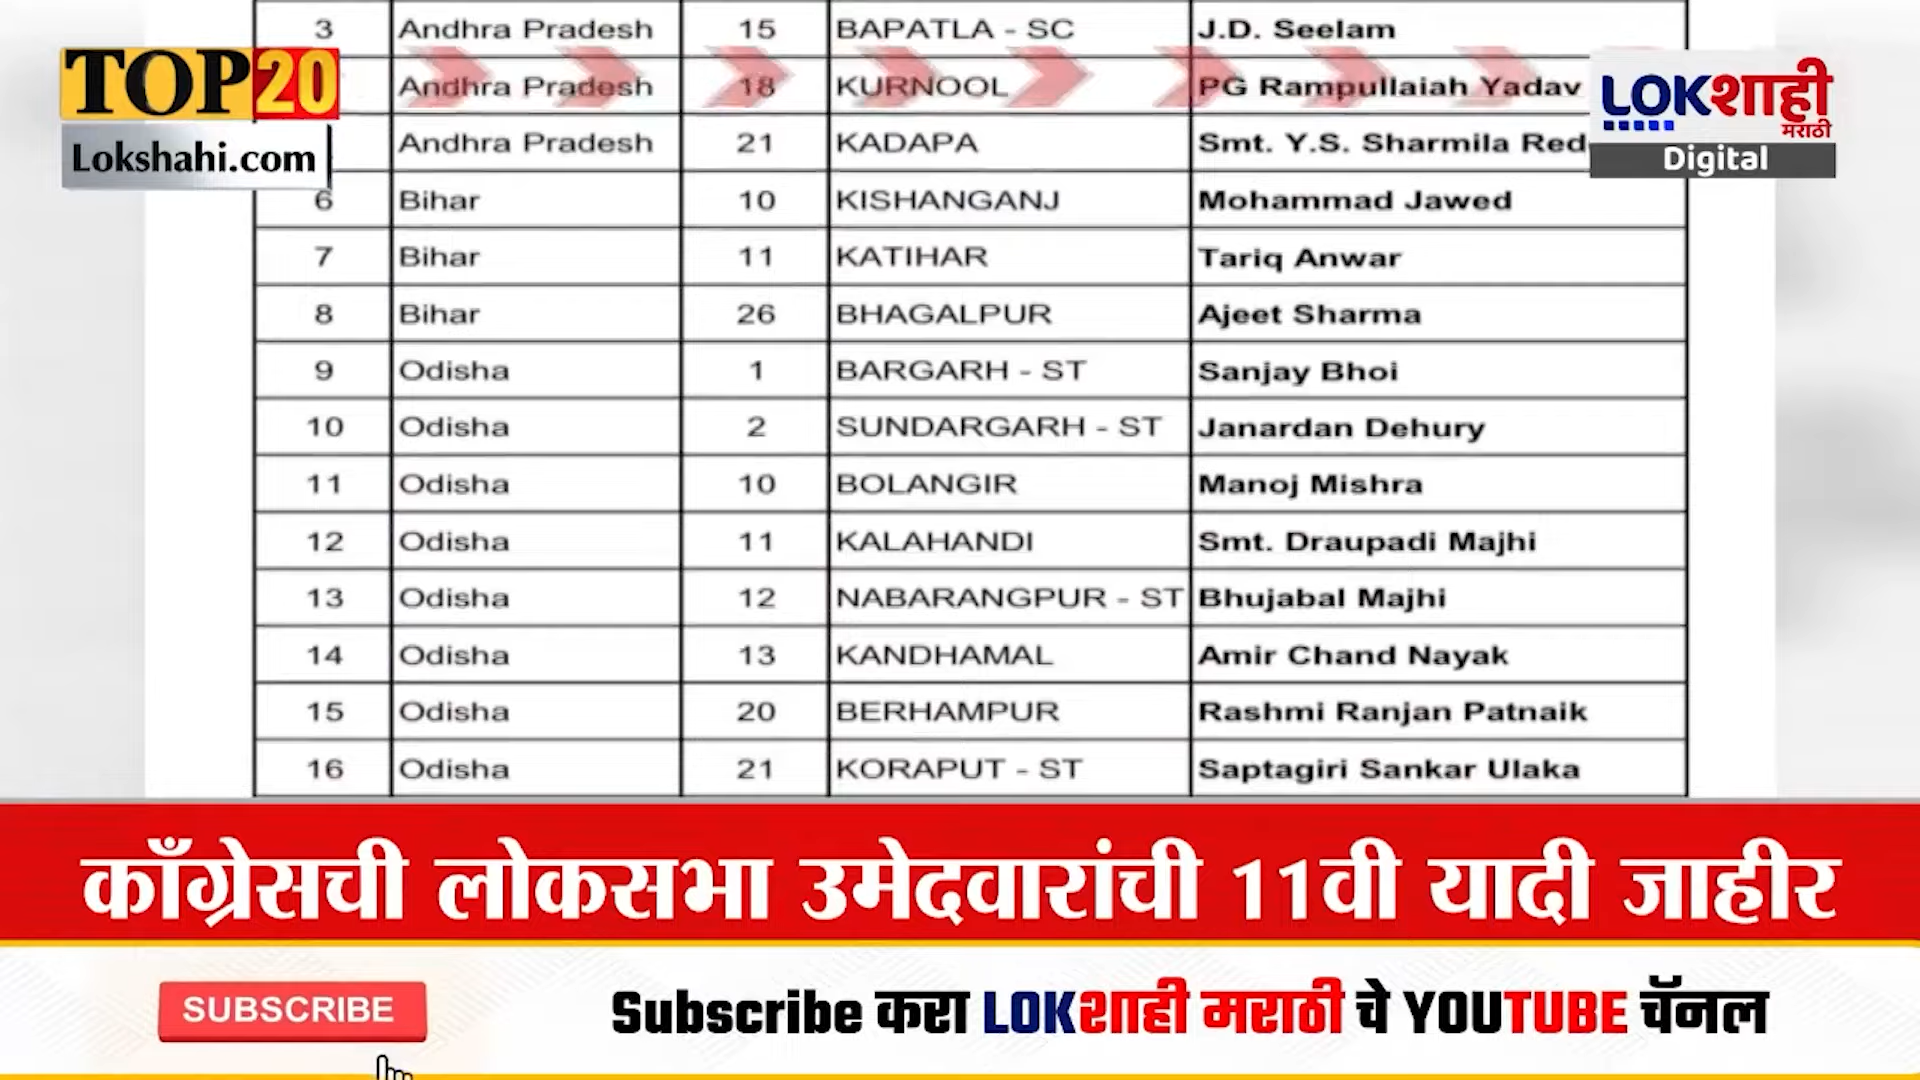 3 Andhra Pradesh 15 BAPATLA - SC J.D. Seelam
TOP20
Andhra Pradesh 18 KURNOOL PG Rampullaiah Yadav
LOKशाही
मराठी
Digital
Lokshahi.com
Andhra Pradesh 21 KADAPA Smt. Y.S. Sharmila Red
6 Bihar 10 KISHANGANJ Mohammad Jawed
7 Bihar 11 KATIHAR Tariq Anwar
8 Bihar 26 BHAGALPUR Ajeet Sharma
9 Odisha 1 BARGARH - ST Sanjay Bhoi
10 Odisha 2 SUNDARGARH - ST Janardan Dehury
11 Odisha 10 BOLANGIR Manoj Mishra
12 Odisha 11 KALAHANDI Smt. Draupadi Majhi
13 Odisha 12 NABARANGPUR - ST Bhujabal Majhi
14 Odisha 13 KANDHAMAL Amir Chand Nayak
15 Odisha 20 BERHAMPUR Rashmi Ranjan Patnaik
16 Odisha 21 KORAPUT - ST Saptagiri Sankar Ulaka
काँग्रेसची लोकसभा उमेदवारांची 11वी यादी जाहीर
SUBSCRIBE
Subscribe करा LOKशाही मराठी चे YOUTUBE चॅनल